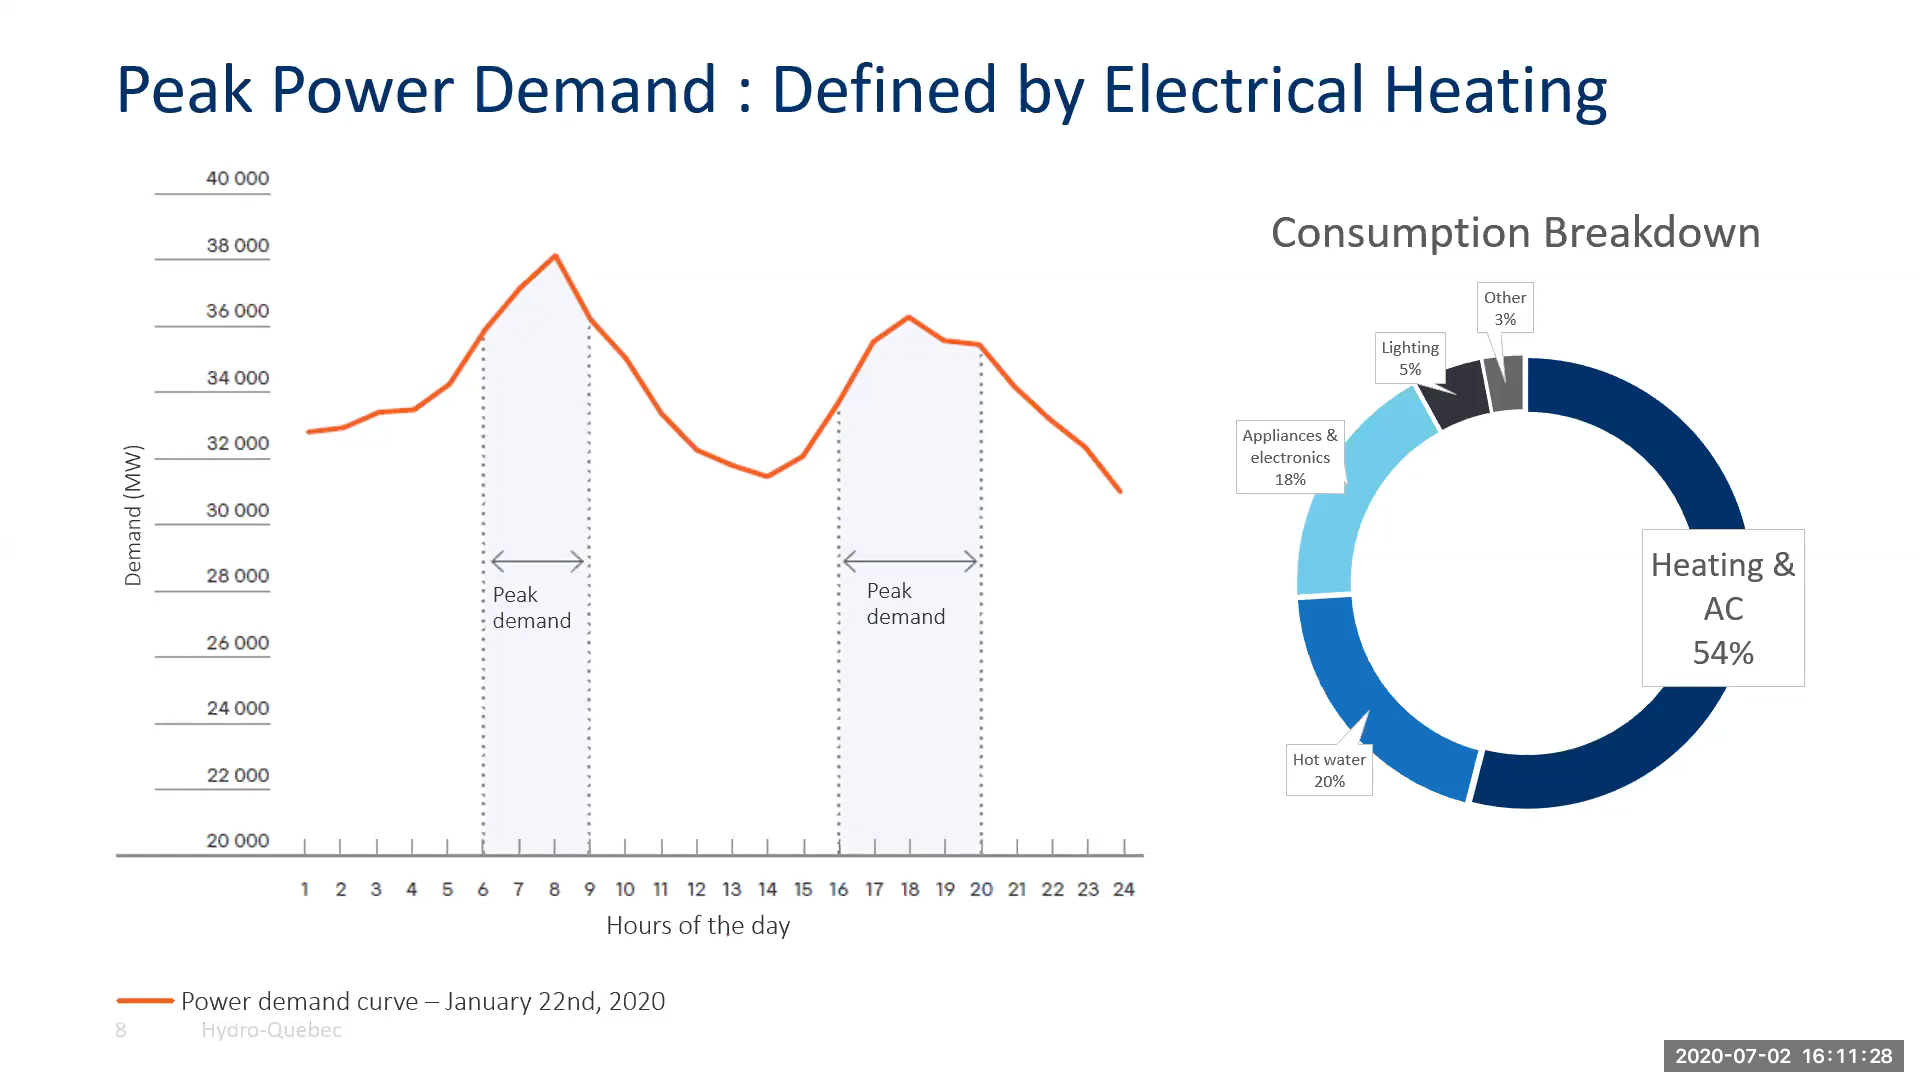 Peak Power Demand : Defined by Electrical Heating
40 000
38 000
36 000
34 000
32 000
30 000
28 000
26 000
24 000
22 000
20 000
Demand (MW)
Peak
demand
Peak
demand
1 2 3 4 5 6 7 8 9 10 11 12 13 14 15 16 17 18 19 20 21 22 23 24
Hours of the day
Power demand curve – January 22nd, 2020
Consumption Breakdown
Other
3%
Lighting
5%
Appliances &
electronics
18%
Heating &
AC
54%
Hot water
20%
8 Hydro-Quebec
2020-07-02 16:11:28